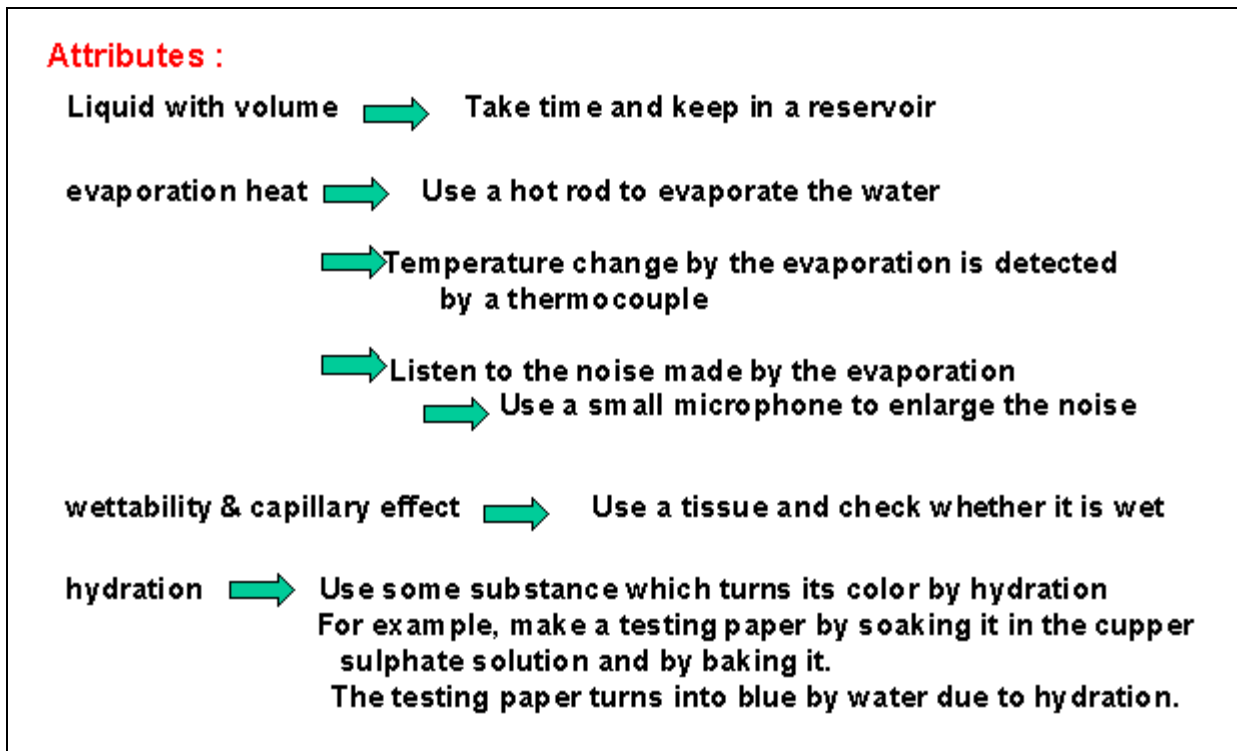 Attributes :
Liquid with volume Take time and keep in a reservoir
evaporation heat Use a hot rod to evaporate the water
Temperature change by the evaporation is detected
by a thermocouple
Listen to the noise made by the evaporation
Use a small microphone to enlarge the noise
wettability & capillary effect Use a tissue and check whether it is wet
hydration Use some substance which turns its color by hydration
For example, make a testing paper by soaking it in the cupper
sulphate solution and by baking it.
The testing paper turns into blue by water due to hydration.